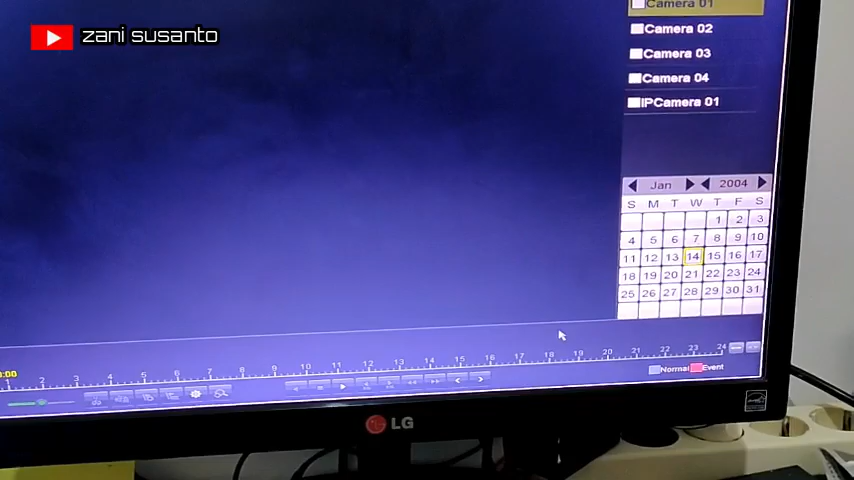 zani susanto
Camera 01
Camera 02
Camera 03
Camera 04
IPCamera 01
Jan 2004
S M T W T F S
1 2 3
4 5 6 7 8 9 10
11 12 13 14 15 16 17
18 19 20 21 22 23 24
25 26 27 28 29 30 31
1 2 3 4 5 6 7 8 9 10 11 12 13 14 15 16 17 18 19 20 21 22 23 24
Normal Event
LG